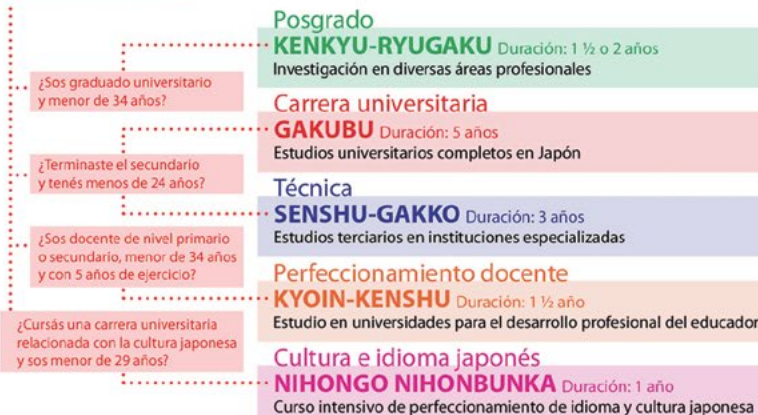 Posgrado
KENKYU-RYUGAKU Duración: 1 ½ o 2 años
Investigación en diversas áreas profesionales
¿Sos graduado universitario
y menor de 34 años?
Carrera universitaria
GAKUBU Duración: 5 años
Estudios universitarios completos en Japón
¿Terminaste el secundario
y tenés menos de 24 años?
Técnica
SENSHU-GAKKO Duración: 3 años
Estudios terciarios en instituciones especializadas
¿Sos docente de nivel primario
o secundario, menor de 34 años
y con 5 años de ejercicio?
Perfeccionamiento docente
KYOIN-KENSHU Duración: 1 ½ año
Estudio en universidades para el desarrollo profesional del educador
¿Cursás una carrera universitaria
relacionada con la cultura japonesa
y sos menor de 29 años?
Cultura e idioma japonés
NIHONGO NIHONBUNKA Duración: 1 año
Curso intensivo de perfeccionamiento de idioma y cultura japonesa